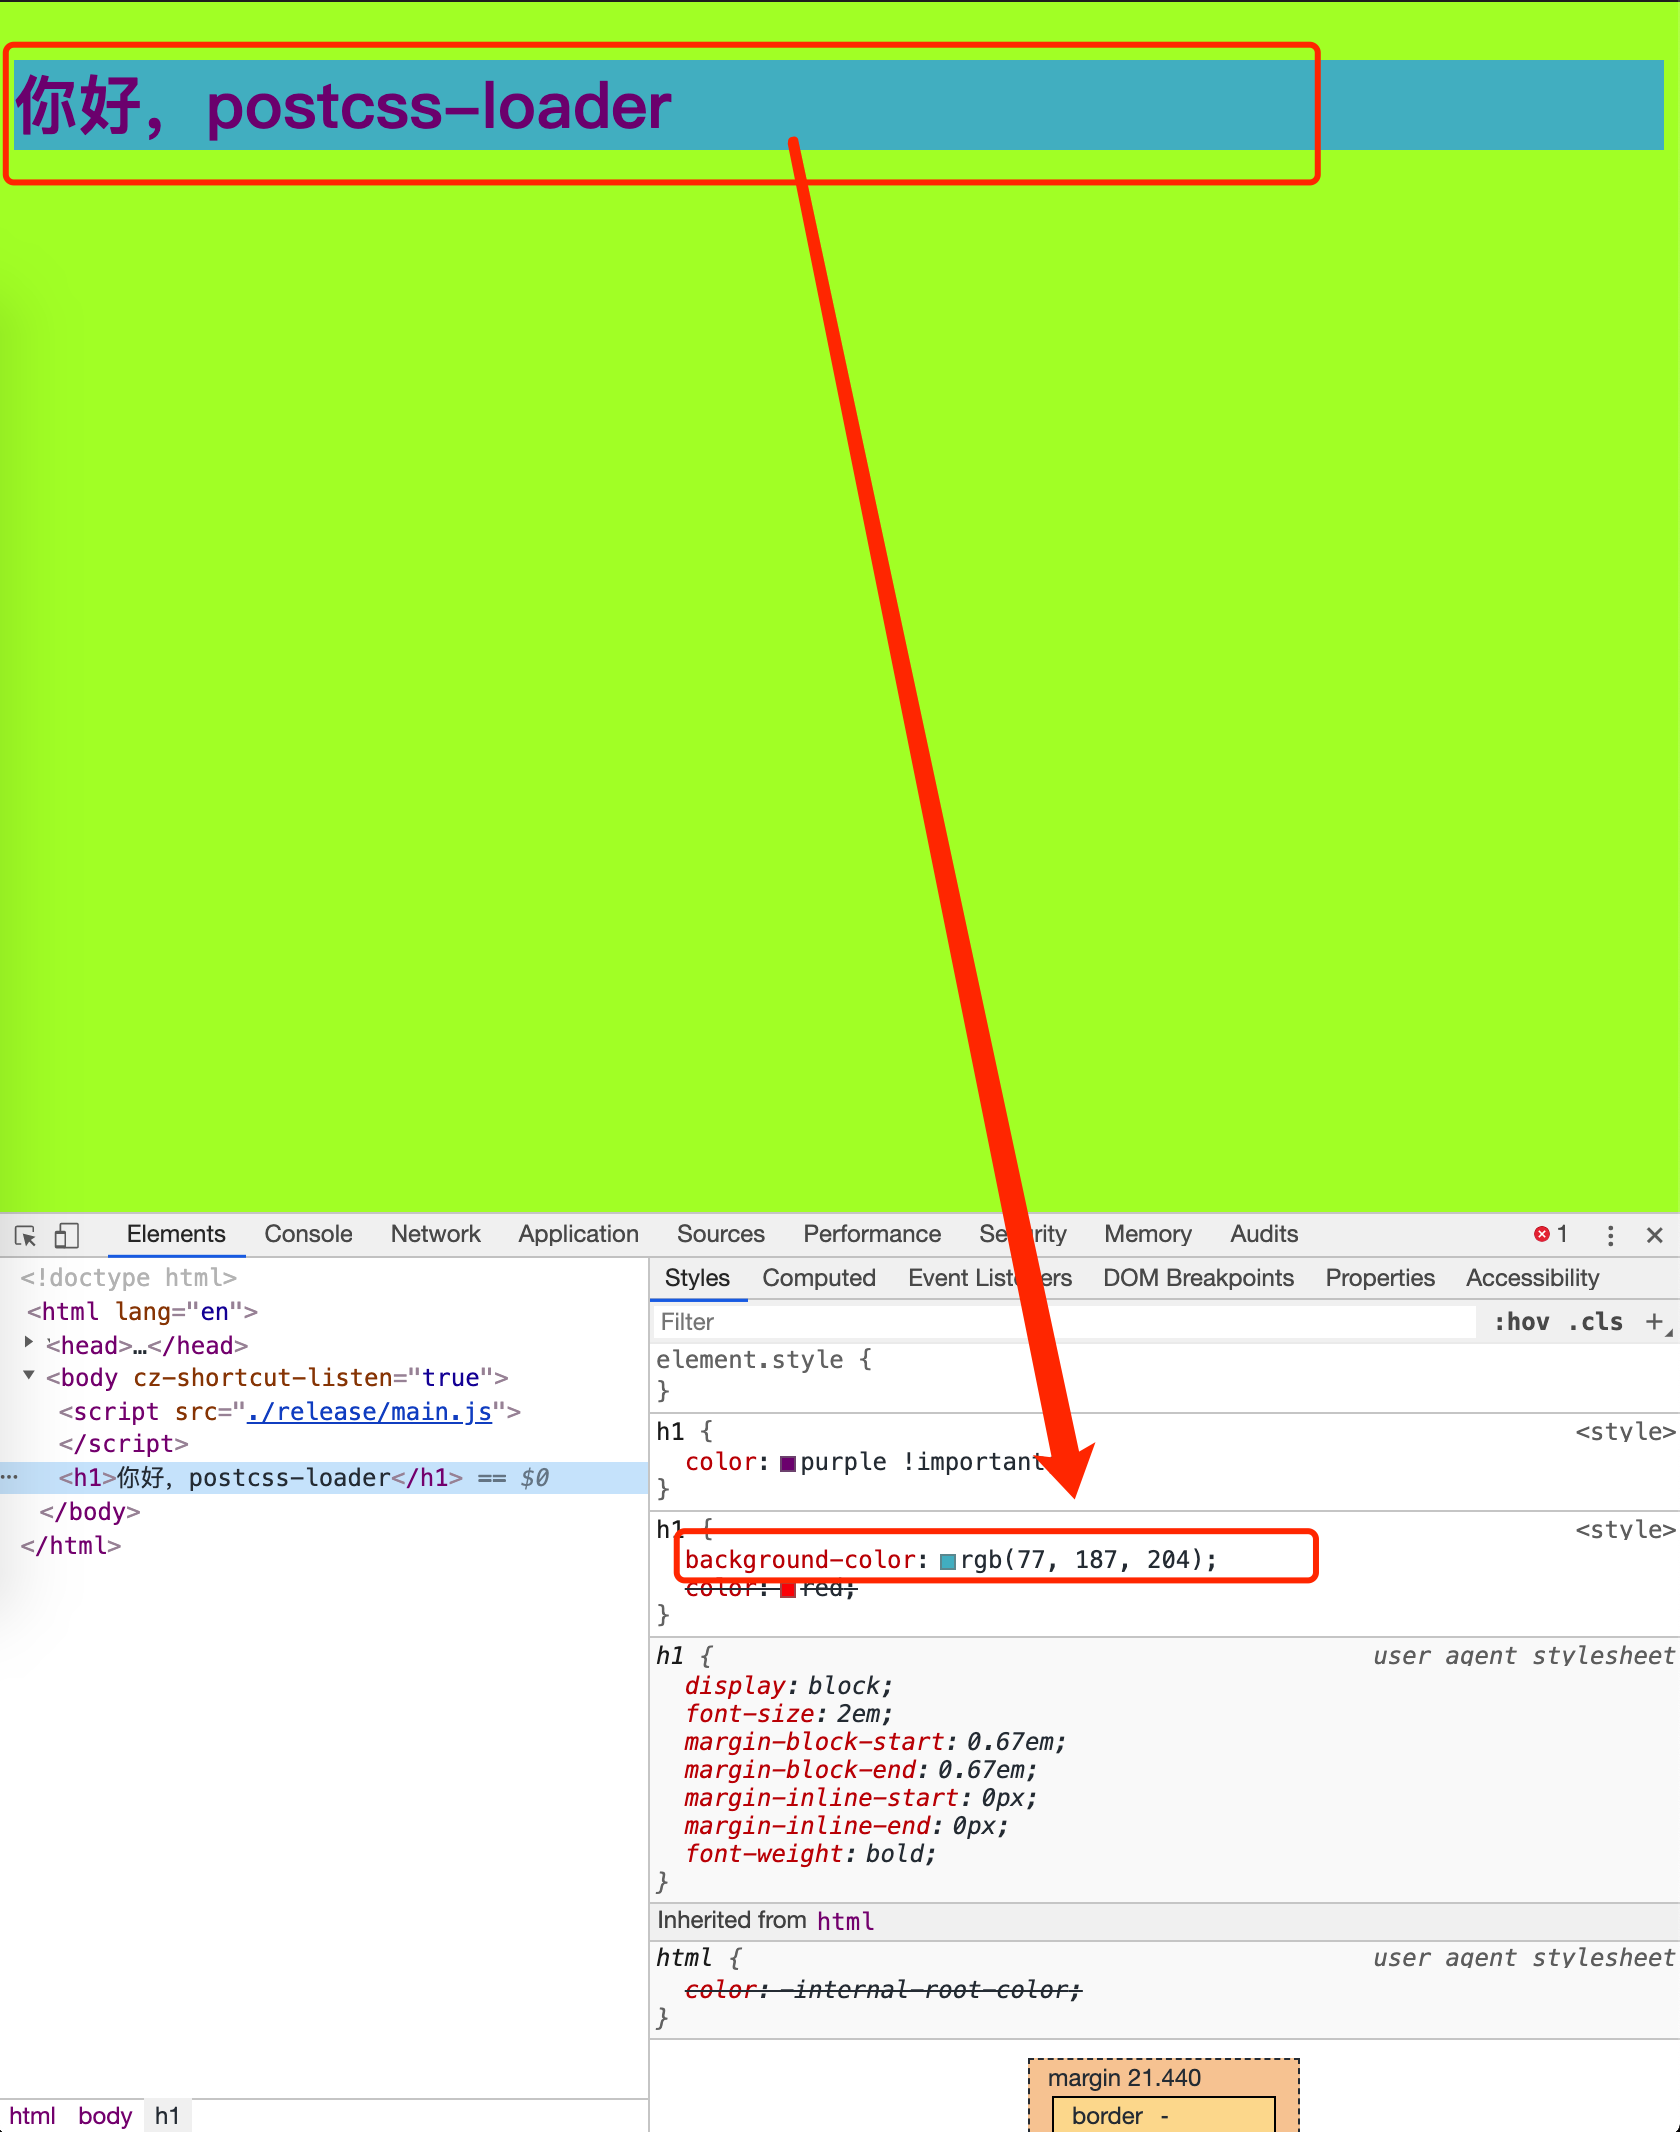 你好，postcss-loader
Elements Console Network Application Sources Performance Security Memory Audits 1
<!doctype html>
<html lang="en">
<head>…</head>
<body cz-shortcut-listen="true">
<script src="./release/main.js">
</script>
<h1>你好，postcss-loader</h1> == $0
</body>
</html>
html body h1
Styles Computed Event Listeners DOM Breakpoints Properties Accessibility
Filter :hov .cls +
element.style {
}
h1 { <style>
color: purple !important
}
h1 { <style>
background-color: rgb(77, 187, 204);
color: red;
}
h1 { user agent stylesheet
display: block;
font-size: 2em;
margin-block-start: 0.67em;
margin-block-end: 0.67em;
margin-inline-start: 0px;
margin-inline-end: 0px;
font-weight: bold;
}
Inherited from html
html { user agent stylesheet
color: -internal-root-color;
}
margin 21.440
border -